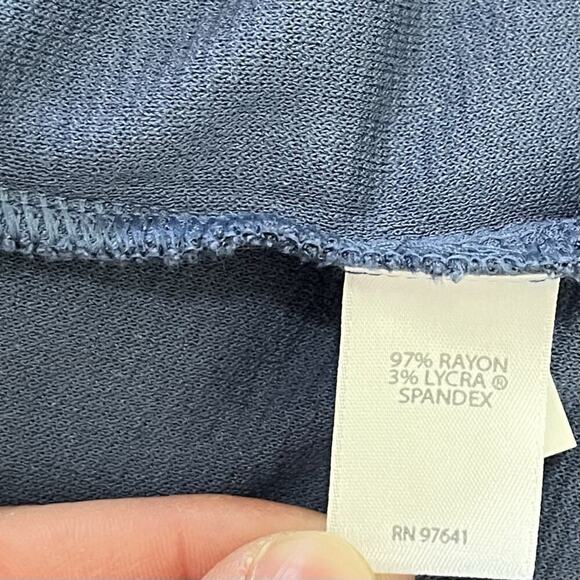 97% RAYON
3% LYCRA ®
SPANDEX
RN 97641